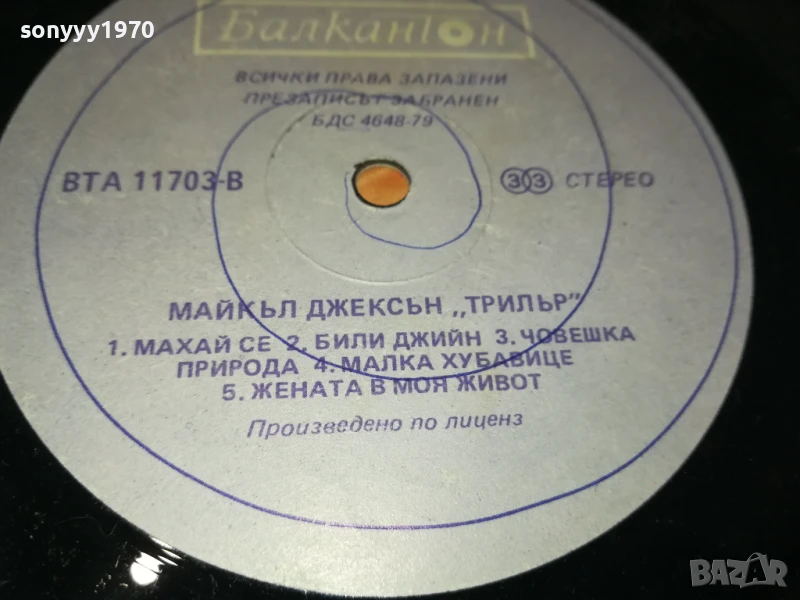 sonyyy1970
Балкантон
ВСИЧКИ ПРАВА ЗАПАЗЕНИ
ПРЕЗАПИСЪТ ЗАБРАНЕН
БДС 4648-79
ВТА 11703-В
33 СТЕРЕО
МАЙКЪЛ ДЖЕКСЪН „ТРИЛЪР”
1. МАХАЙ СЕ 2. БИЛИ ДЖИЙН 3. ЧОВЕШКА
ПРИРОДА 4. МАЛКА ХУБАВИЦЕ
5. ЖЕНАТА В МОЯ ЖИВОТ
Произведено по лиценз
BAZAR